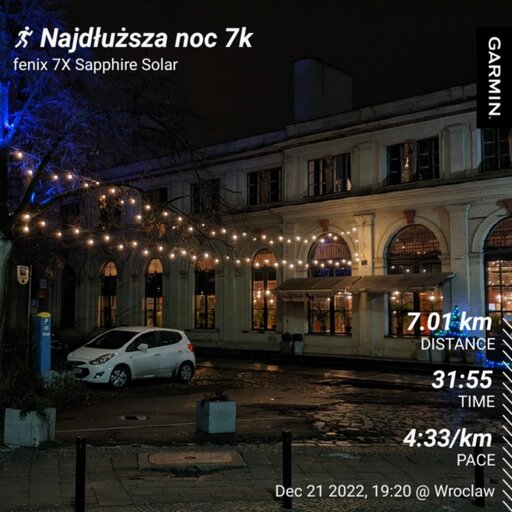 Najdłuższa noc 7k
fenix 7X Sapphire Solar
GARMIN
7.01 km
DISTANCE
31:55
TIME
4:33/km
PACE
Dec 21 2022, 19:20 @ Wroclaw